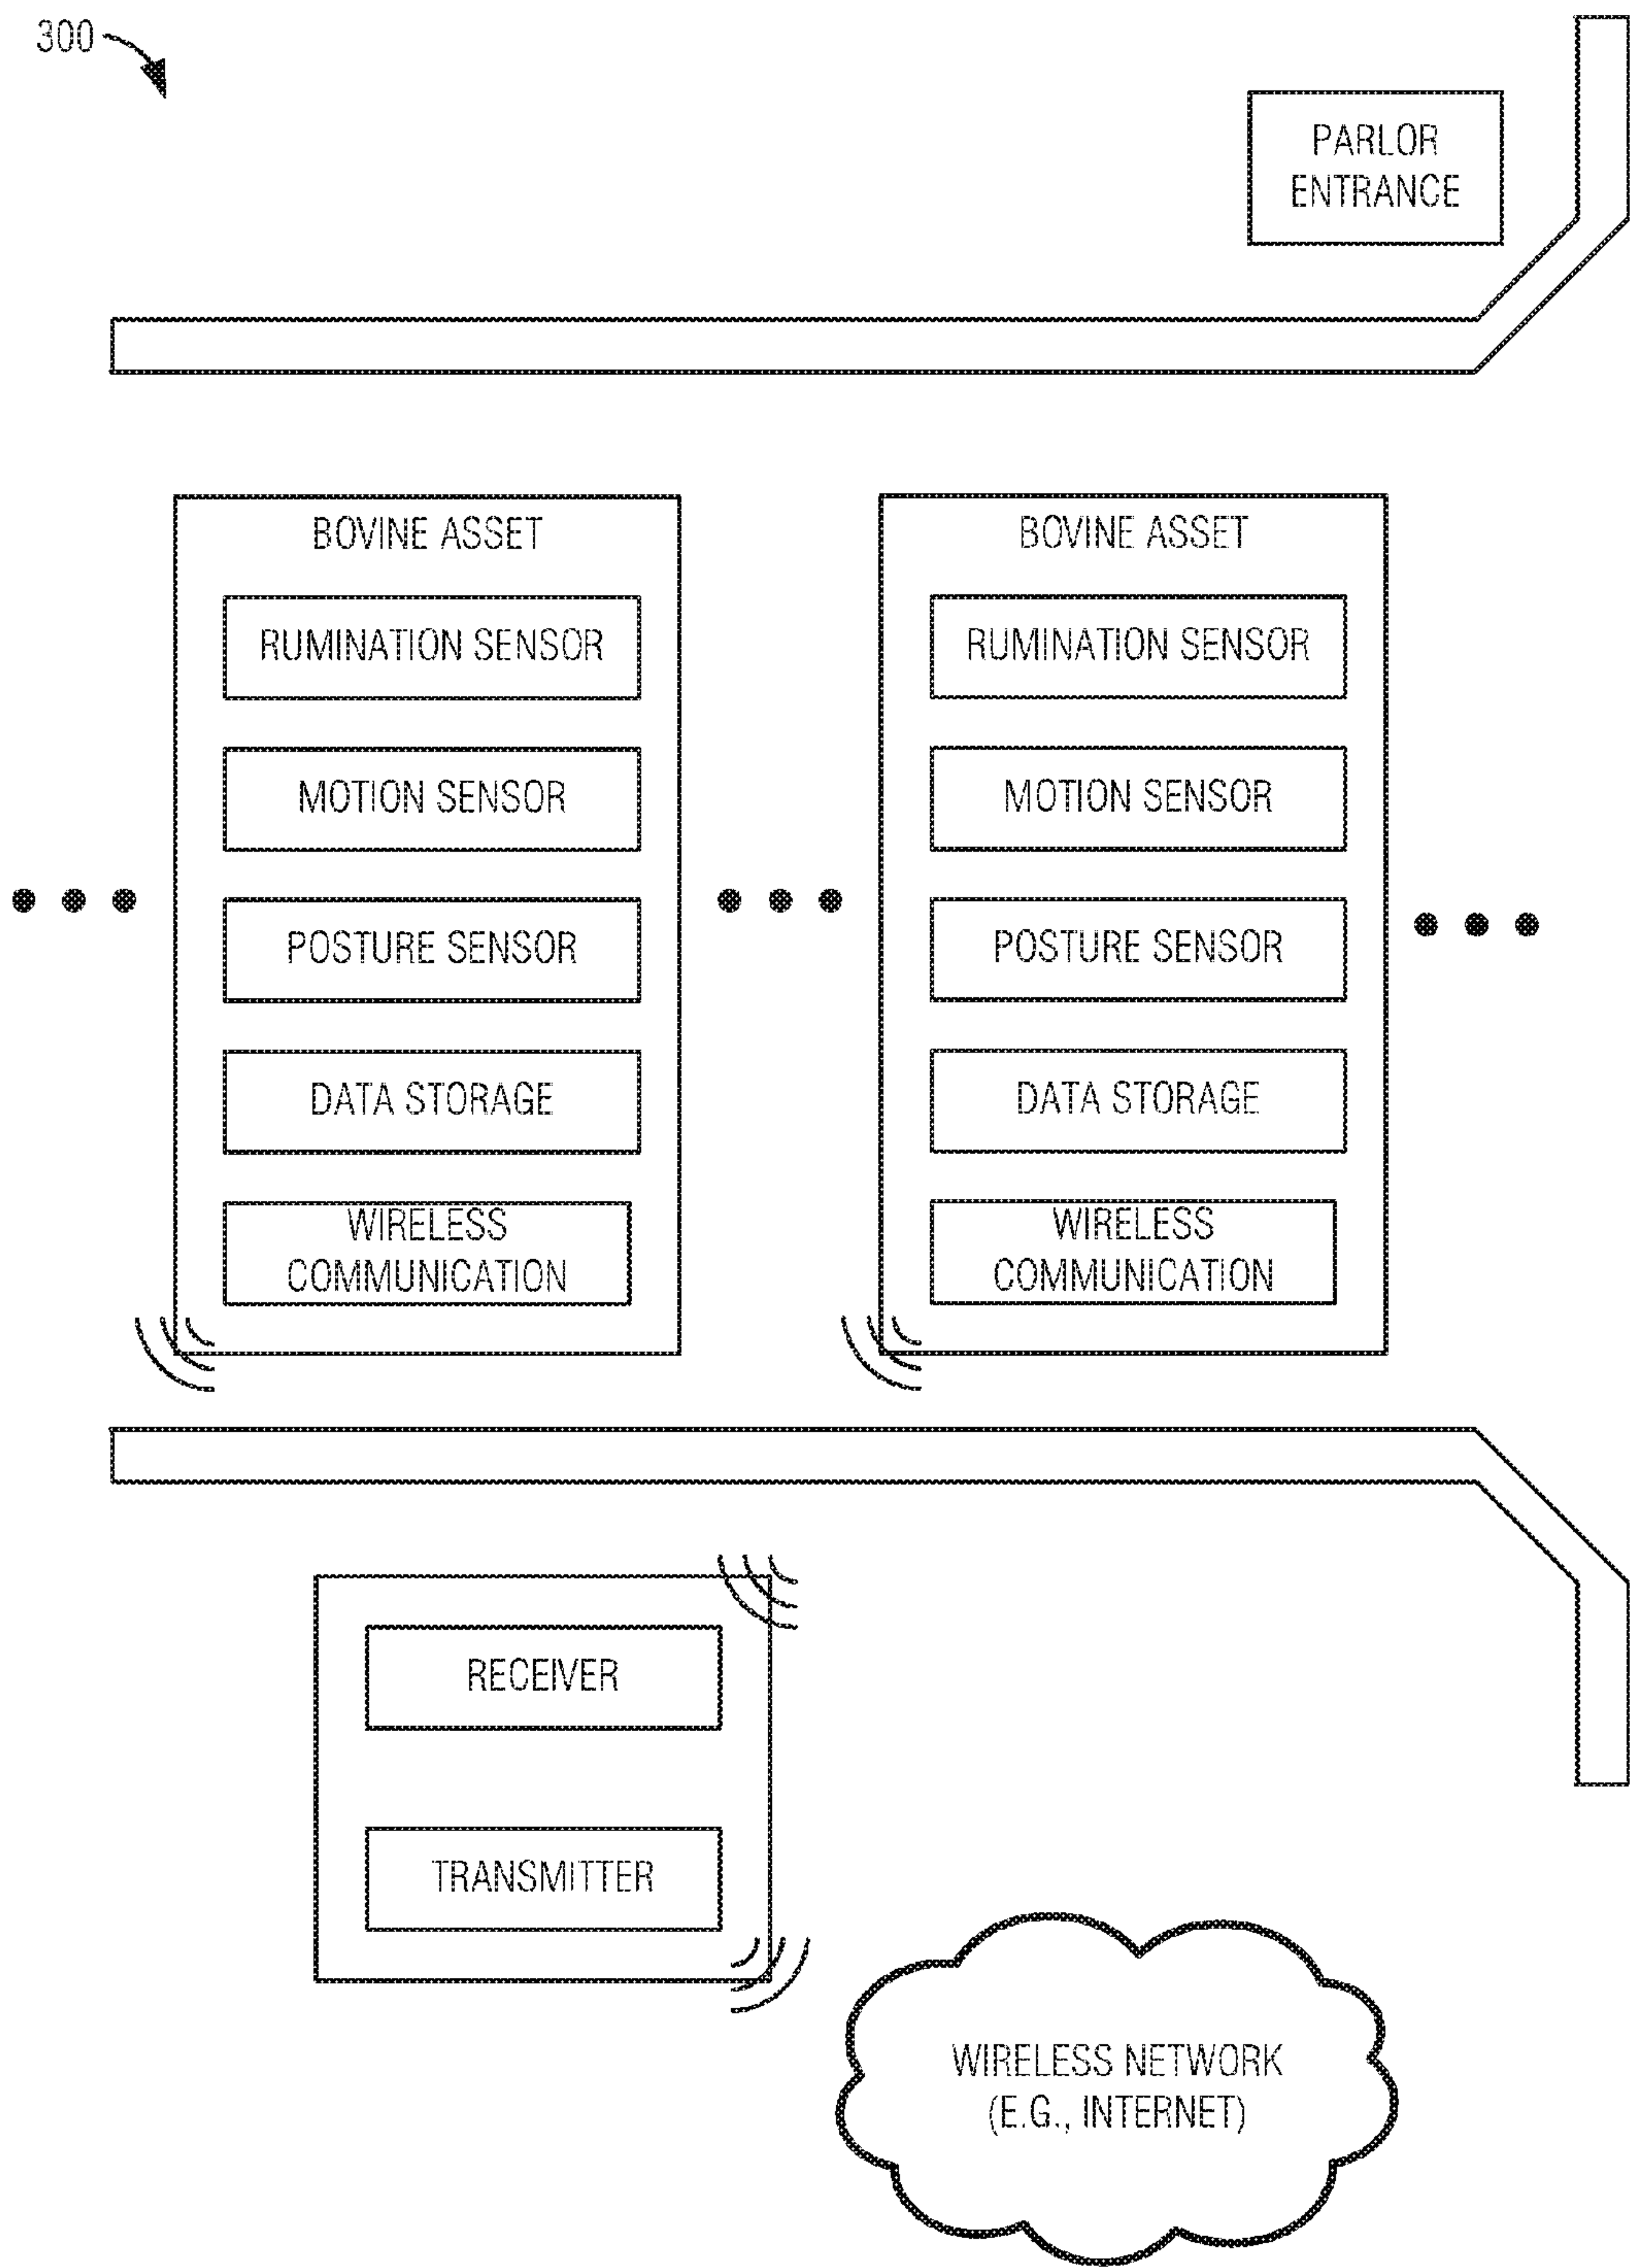 300
PARLOR
ENTRANCE
BOVINE ASSET
RUMINATION SENSOR
MOTION SENSOR
POSTURE SENSOR
DATA STORAGE
WIRELESS
COMMUNICATION
BOVINE ASSET
RUMINATION SENSOR
MOTION SENSOR
POSTURE SENSOR
DATA STORAGE
WIRELESS
COMMUNICATION
RECEIVER
TRANSMITTER
WIRELESS NETWORK
(E.G., INTERNET)